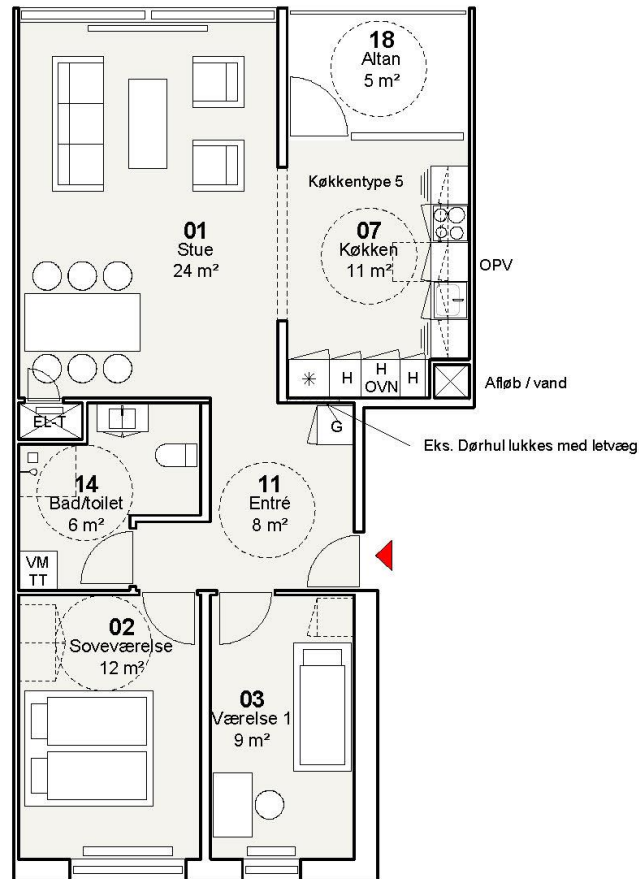 18
Altan
5 m²
Køkkentype 5
01
Stue
24 m²
07
Køkken
11 m²
OPV
H
H
OVN
H
Afløb / vand
EL-T
G
Eks. Dørhul lukkes med letvæg
14
Bad/toilet
6 m²
11
Entré
8 m²
VM
TT
02
Soveværelse
12 m²
03
Værelse 1
9 m²